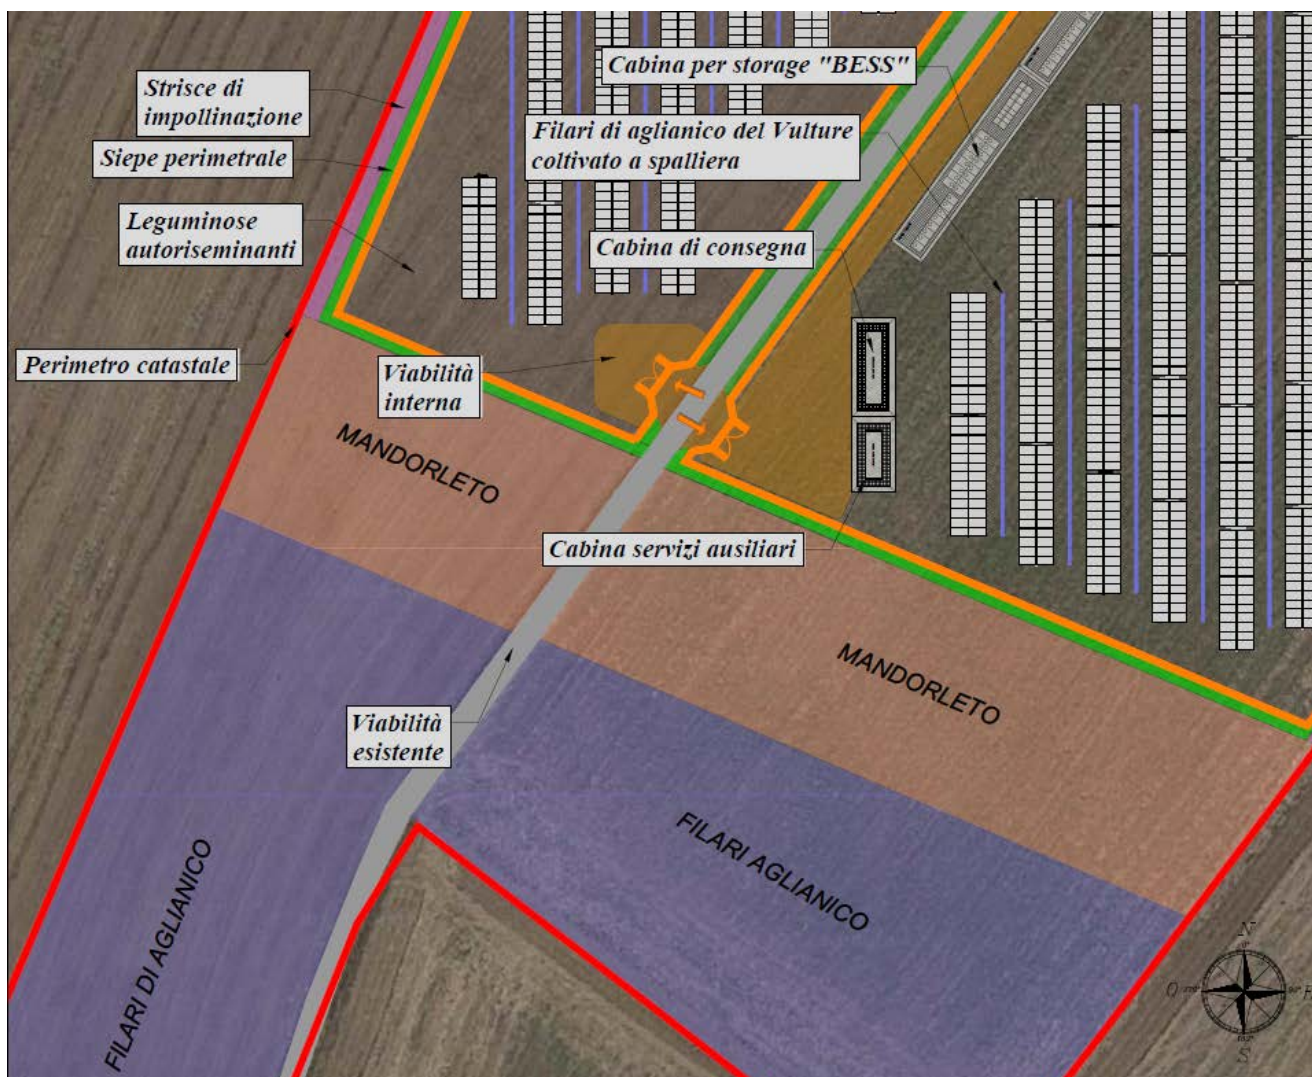 Cabina per storage "BESS"
Strisce di
impollinazione
Filari di aglianico del Vulture
coltivato a spalliera
Siepe perimetrale
Leguminose
autoriseminanti
Cabina di consegna
Perimetro catastale
Viabilità
interna
MANDORLETO
Cabina servizi ausiliari
MANDORLETO
Viabilità
esistente
FILARI AGLIANICO
FILARI DI AGLIANICO
N
0°
Q
S